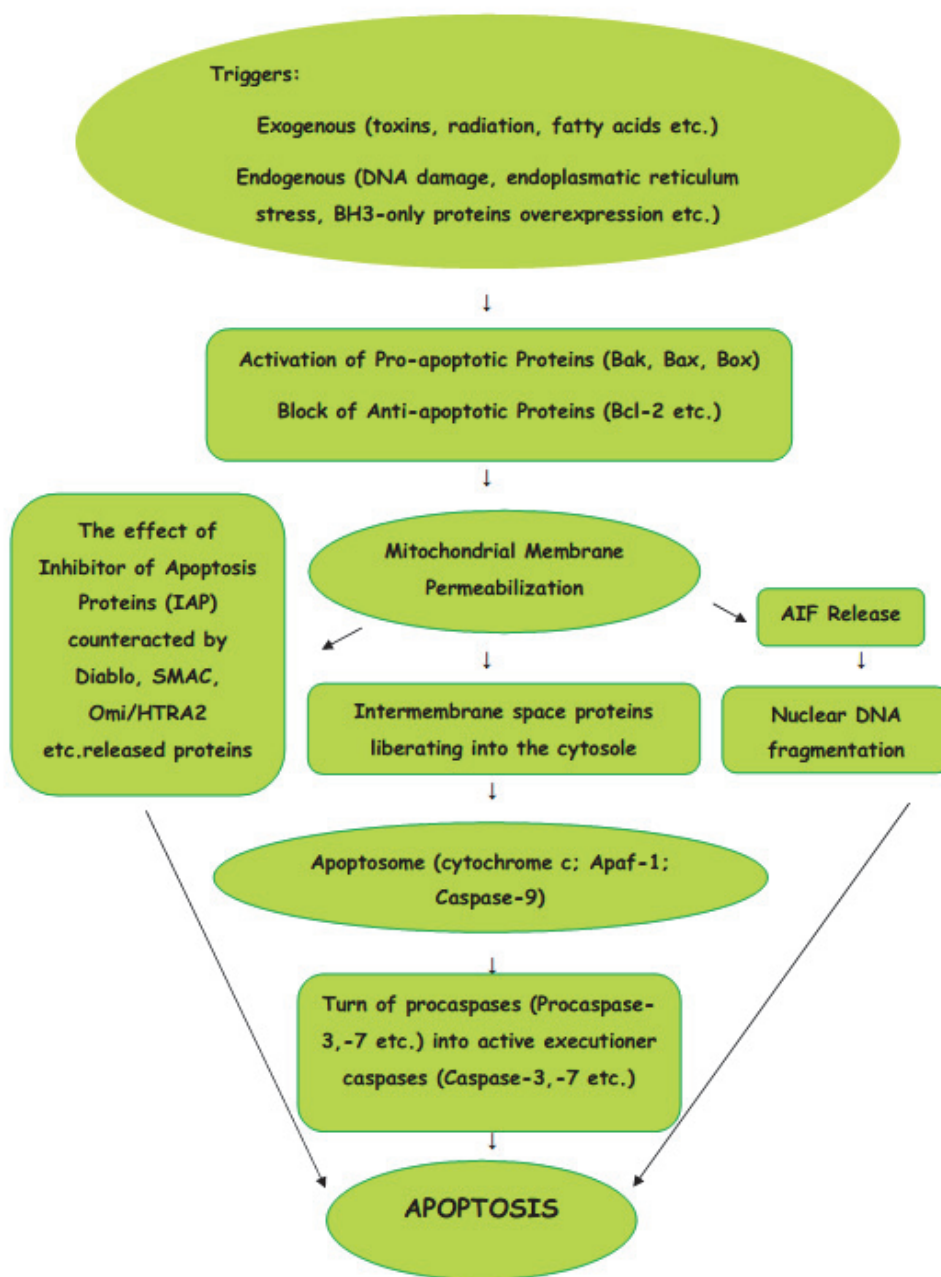 Triggers:
Exogenous (toxins, radiation, fatty acids etc.)
Endogenous (DNA damage, endoplasmatic reticulum
stress, BH3-only proteins overexpression etc.)
↓
Activation of Pro-apoptotic Proteins (Bak, Bax, Box)
Block of Anti-apoptotic Proteins (Bcl-2 etc.)
↓
The effect of
Inhibitor of Apoptosis
Proteins (IAP)
counteracted by
Diablo, SMAC,
Omi/HTRA2
etc.released proteins
Mitochondrial Membrane
Permeabilization
AIF Release
↓
↓
Intermembrane space proteins
liberating into the cytosole
Nuclear DNA
fragmentation
↓
Apoptosome (cytochrome c; Apaf-1;
Caspase-9)
↓
Turn of procaspases (Procaspase-
3,-7 etc.) into active executioner
caspases (Caspase-3,-7 etc.)
↓
APOPTOSIS